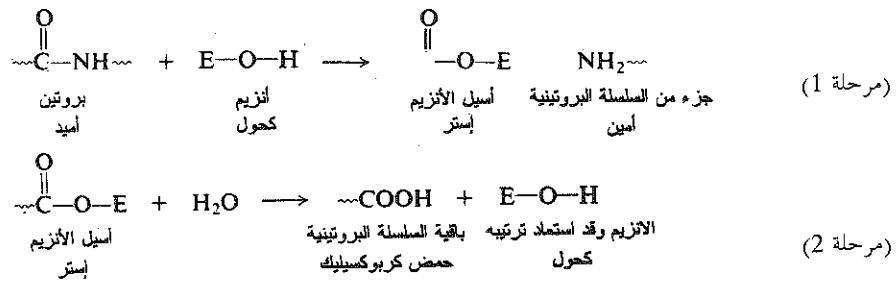 O O
~C—NH~ + E—O—H ⟶ —O—E NH₂~ (مرحلة 1)
بروتين أنزيم أسيل الأنزيم جزء من السلسلة البروتينية
أميد كحول إستر أمين
O
~C—O—E + H₂O ⟶ ~COOH + E—O—H
أسيل الأنزيم باقية السلسلة البروتينية الانزيم وقد استعاد ترتيبه (مرحلة 2)
إستر حمض كربوكسيليك كحول